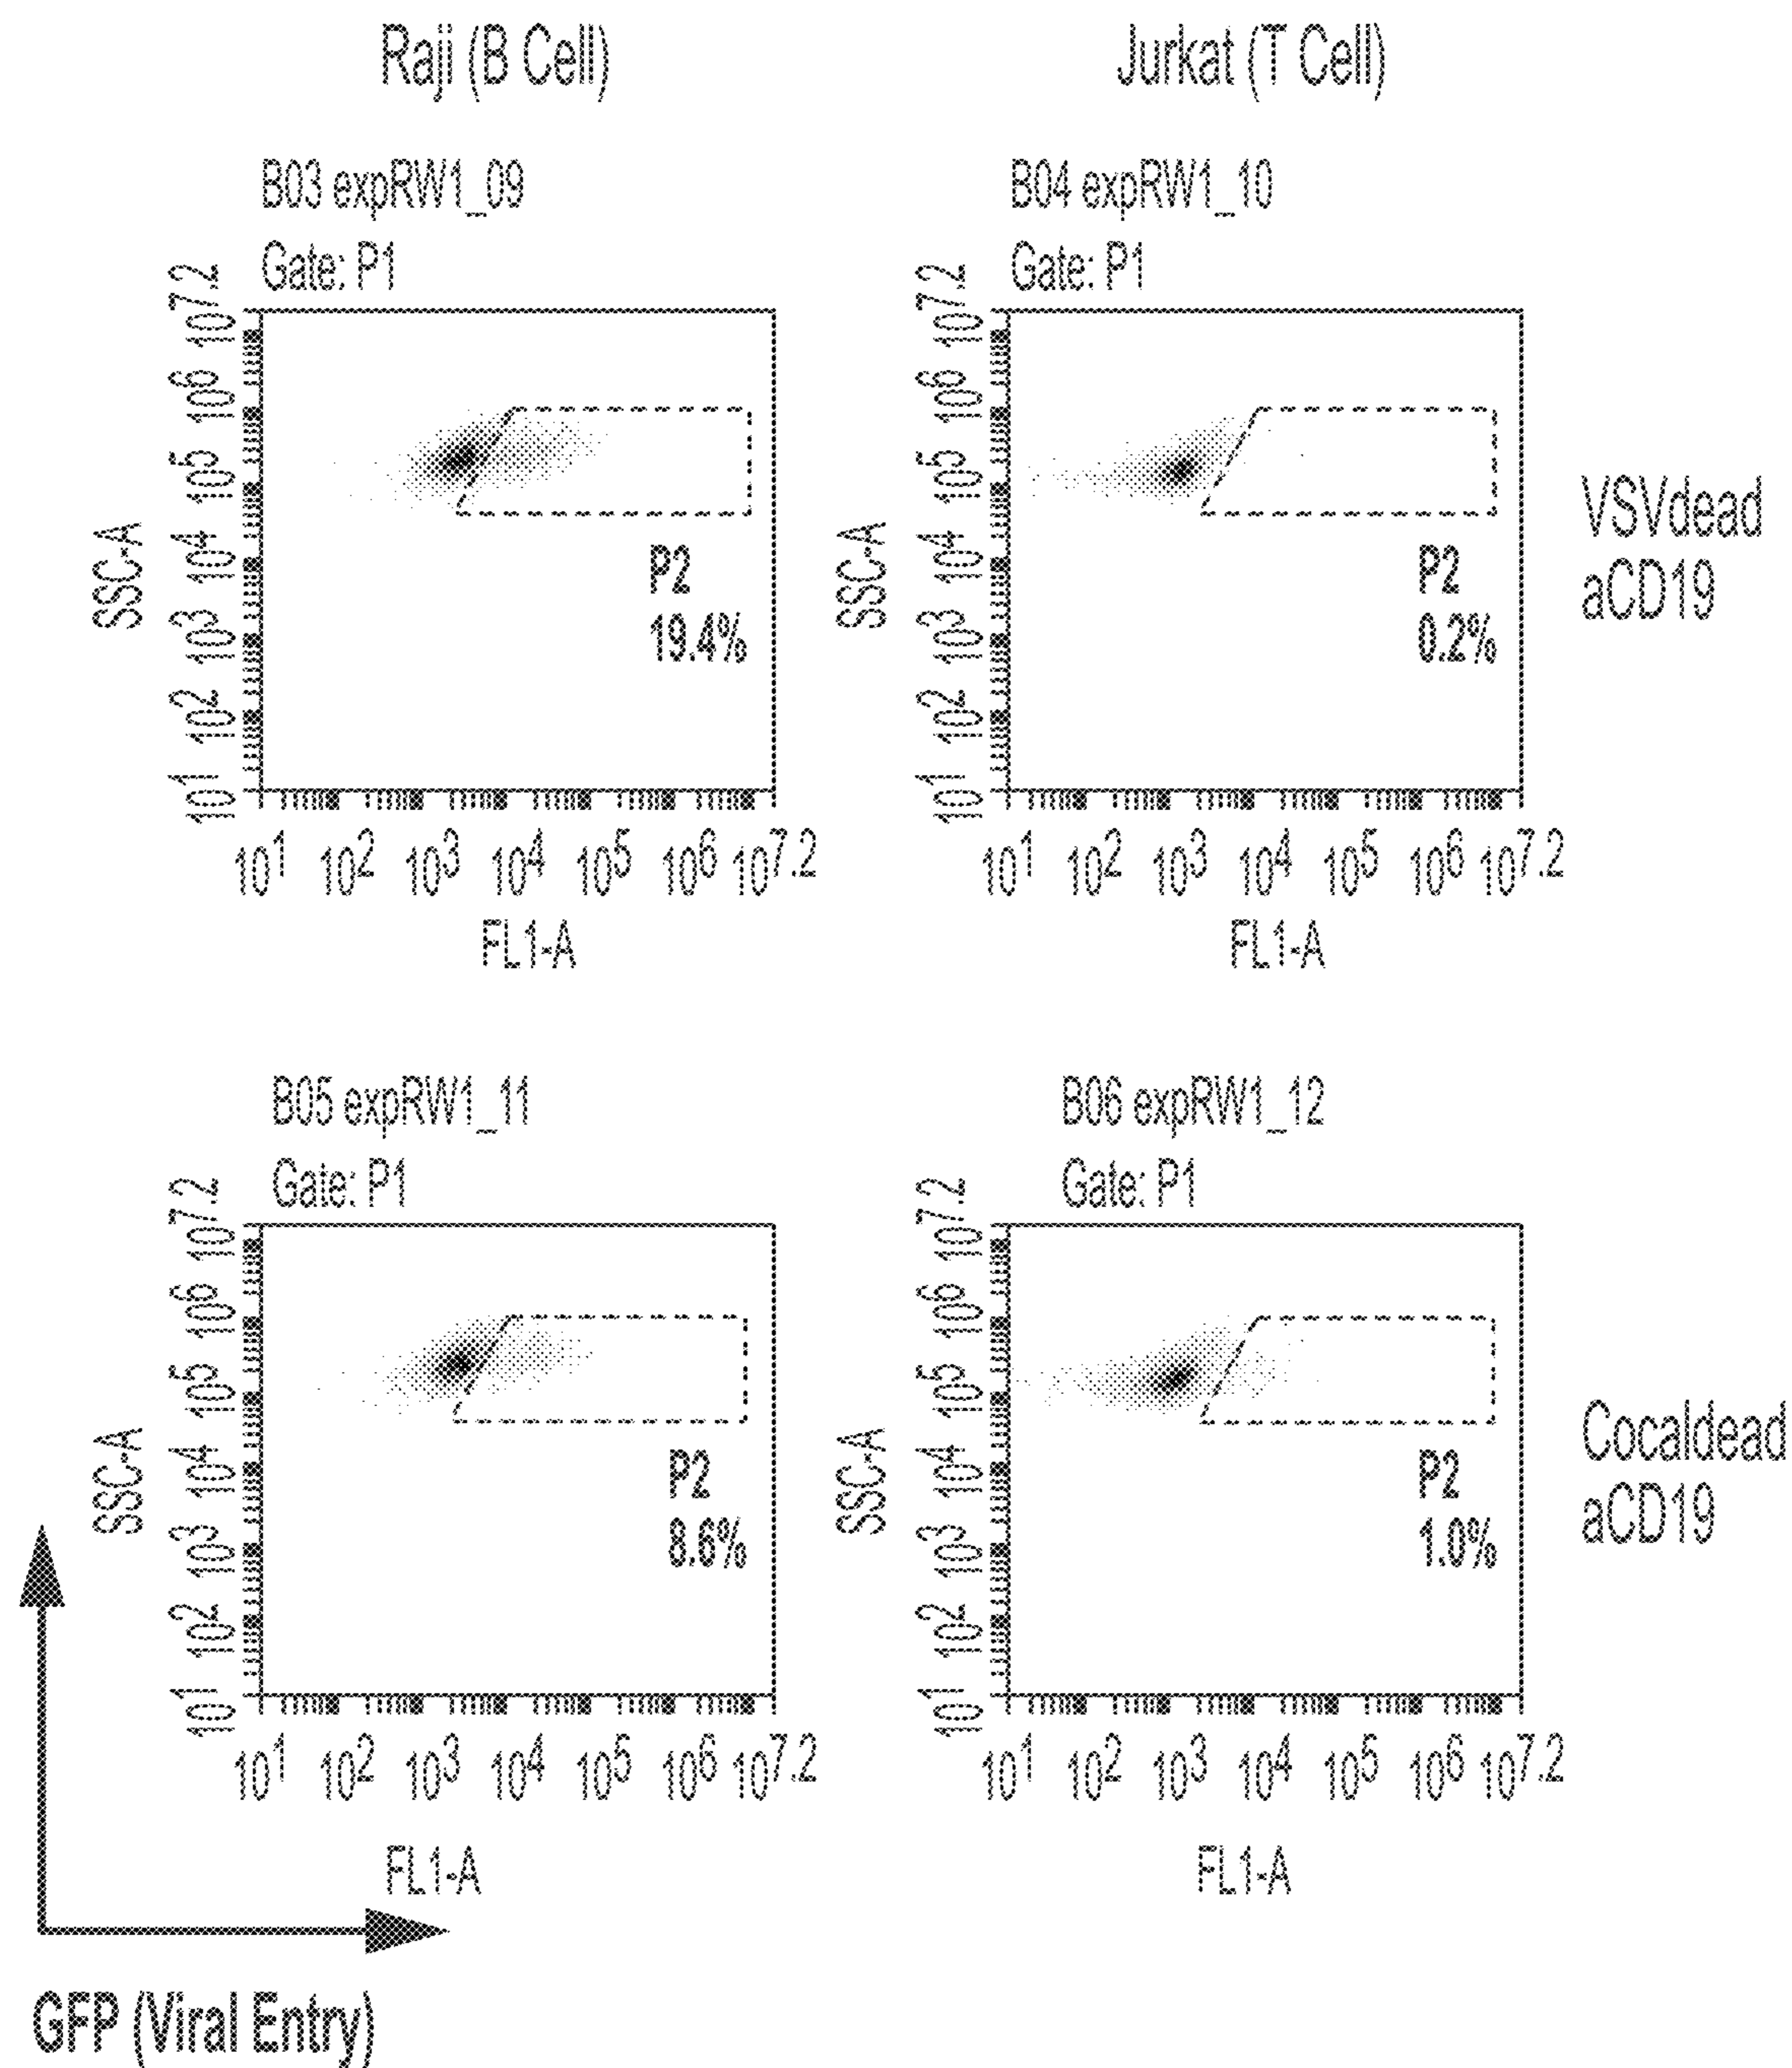 Raji (B Cell)
Jurkat (T Cell)
B03 expRW1_09
Gate: P1
10^1 10^2 10^3 10^4 10^5 10^6 10^7.2
SSC-A
P2
19.4%
10^1 10^2 10^3 10^4 10^5 10^6 10^7.2
FL1-A
B04 expRW1_10
Gate: P1
10^1 10^2 10^3 10^4 10^5 10^6 10^7.2
SSC-A
P2
0.2%
10^1 10^2 10^3 10^4 10^5 10^6 10^7.2
FL1-A
VSVdead
aCD19
B05 expRW1_11
Gate: P1
10^1 10^2 10^3 10^4 10^5 10^6 10^7.2
SSC-A
P2
8.6%
10^1 10^2 10^3 10^4 10^5 10^6 10^7.2
FL1-A
B06 expRW1_12
Gate: P1
10^1 10^2 10^3 10^4 10^5 10^6 10^7.2
SSC-A
P2
1.0%
10^1 10^2 10^3 10^4 10^5 10^6 10^7.2
FL1-A
Cocaldead
aCD19
GFP (Viral Entry)